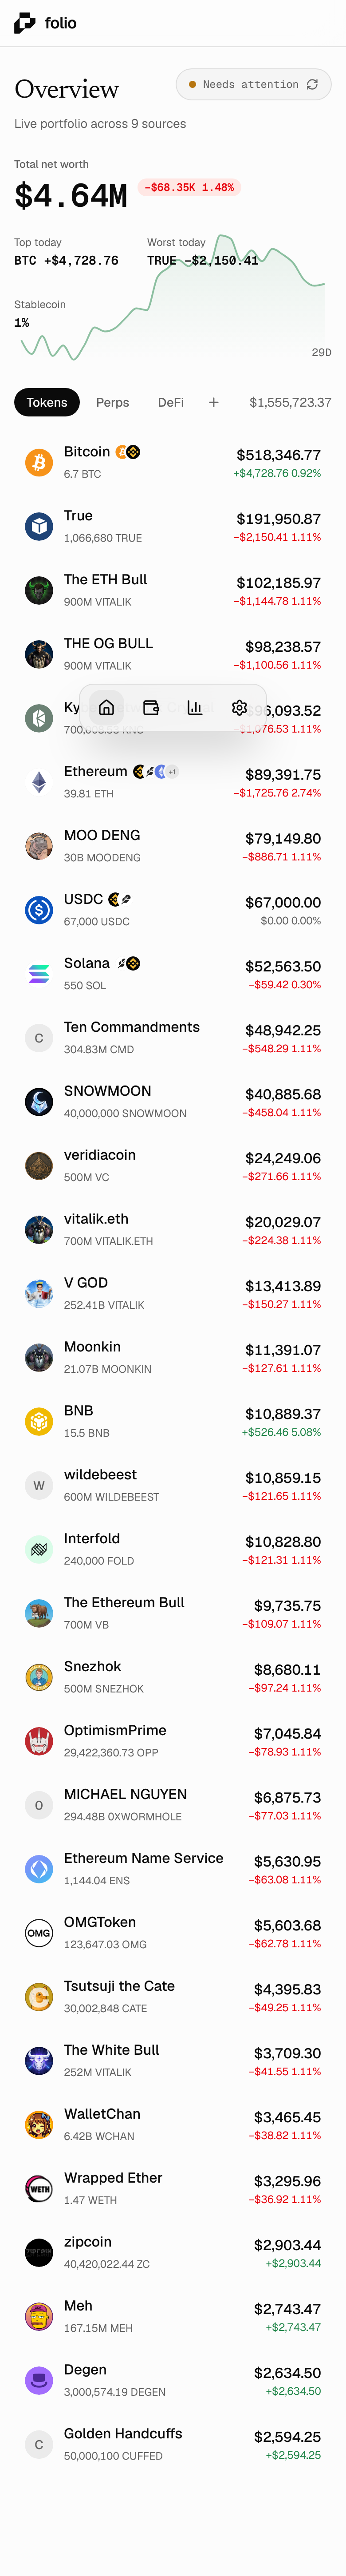 folio
Overview
Needs attention
Live portfolio across 9 sources
Total net worth
$4.64M
−$68.35K 1.48%
Top today
BTC +$4,728.76
Worst today
TRUE −$2,150.41
Stablecoin
1%
29D
Tokens
Perps
DeFi
$1,555,723.37
Bitcoin
$518,346.77
6.7 BTC
+$4,728.76 0.92%
True
$191,950.87
1,066,680 TRUE
−$2,150.41 1.11%
The ETH Bull
$102,185.97
900M VITALIK
−$1,144.78 1.11%
THE OG BULL
$98,238.57
900M VITALIK
−$1,100.56 1.11%
$96,093.52
−$1,076.53 1.11%
Ethereum
+1
$89,391.75
39.81 ETH
−$1,725.76 2.74%
MOO DENG
$79,149.80
30B MOODENG
−$886.71 1.11%
USDC
$67,000.00
67,000 USDC
$0.00 0.00%
Solana
$52,563.50
550 SOL
−$59.42 0.30%
C
Ten Commandments
$48,942.25
304.83M CMD
−$548.29 1.11%
SNOWMOON
$40,885.68
40,000,000 SNOWMOON
−$458.04 1.11%
veridiacoin
$24,249.06
500M VC
−$271.66 1.11%
vitalik.eth
$20,029.07
700M VITALIK.ETH
−$224.38 1.11%
V GOD
$13,413.89
252.41B VITALIK
−$150.27 1.11%
Moonkin
$11,391.07
21.07B MOONKIN
−$127.61 1.11%
BNB
$10,889.37
15.5 BNB
+$526.46 5.08%
W
wildebeest
$10,859.15
600M WILDEBEEST
−$121.65 1.11%
Interfold
$10,828.80
240,000 FOLD
−$121.31 1.11%
The Ethereum Bull
$9,735.75
700M VB
−$109.07 1.11%
Snezhok
$8,680.11
500M SNEZHOK
−$97.24 1.11%
OptimismPrime
$7,045.84
29,422,360.73 OPP
−$78.93 1.11%
0
MICHAEL NGUYEN
$6,875.73
294.48B 0XWORMHOLE
−$77.03 1.11%
Ethereum Name Service
$5,630.95
1,144.04 ENS
−$63.08 1.11%
OMG
OMGToken
$5,603.68
123,647.03 OMG
−$62.78 1.11%
Tsutsuji the Cate
$4,395.83
30,002,848 CATE
−$49.25 1.11%
The White Bull
$3,709.30
252M VITALIK
−$41.55 1.11%
WalletChan
$3,465.45
6.42B WCHAN
−$38.82 1.11%
WETH
Wrapped Ether
$3,295.96
1.47 WETH
−$36.92 1.11%
ZIPCOIN
zipcoin
$2,903.44
40,420,022.44 ZC
+$2,903.44
Meh
$2,743.47
167.15M MEH
+$2,743.47
Degen
$2,634.50
3,000,574.19 DEGEN
+$2,634.50
C
Golden Handcuffs
$2,594.25
50,000,100 CUFFED
+$2,594.25